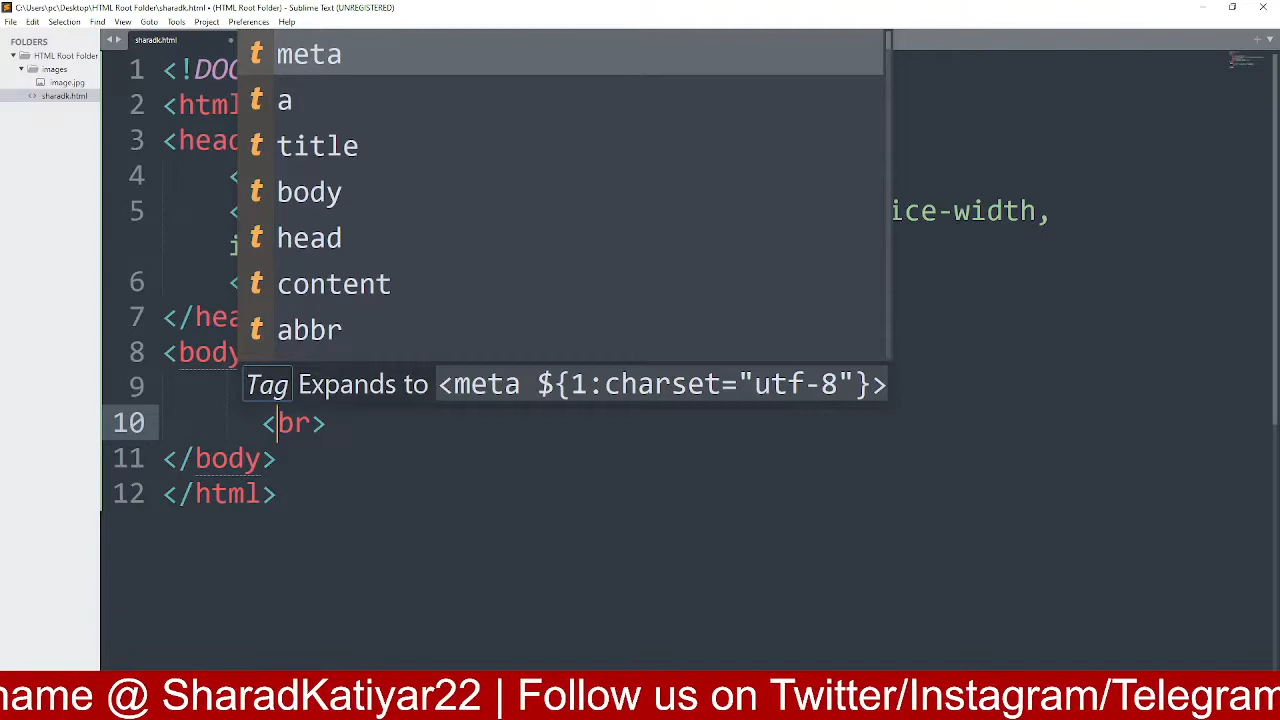 C:\Users\pc\Desktop\HTML Root Folder\sharadk.html • (HTML Root Folder) - Sublime Text (UNREGISTERED)
File Edit Selection Find View Goto Tools Project Preferences Help
FOLDERS
HTML Root Folder
images
image.jpg
sharadk.html
sharadk.html
1 <!DOC
2 <html
3 <head
4 <
5 < ice-width,
i
6 <
7 </hea
8 <body
9
10 <br>
11 </body>
12 </html>
t meta
t a
t title
t body
t head
t content
t abbr
Tag Expands to <meta ${1:charset="utf-8"}>
name @ SharadKatiyar22 | Follow us on Twitter/Instagram/Telegram